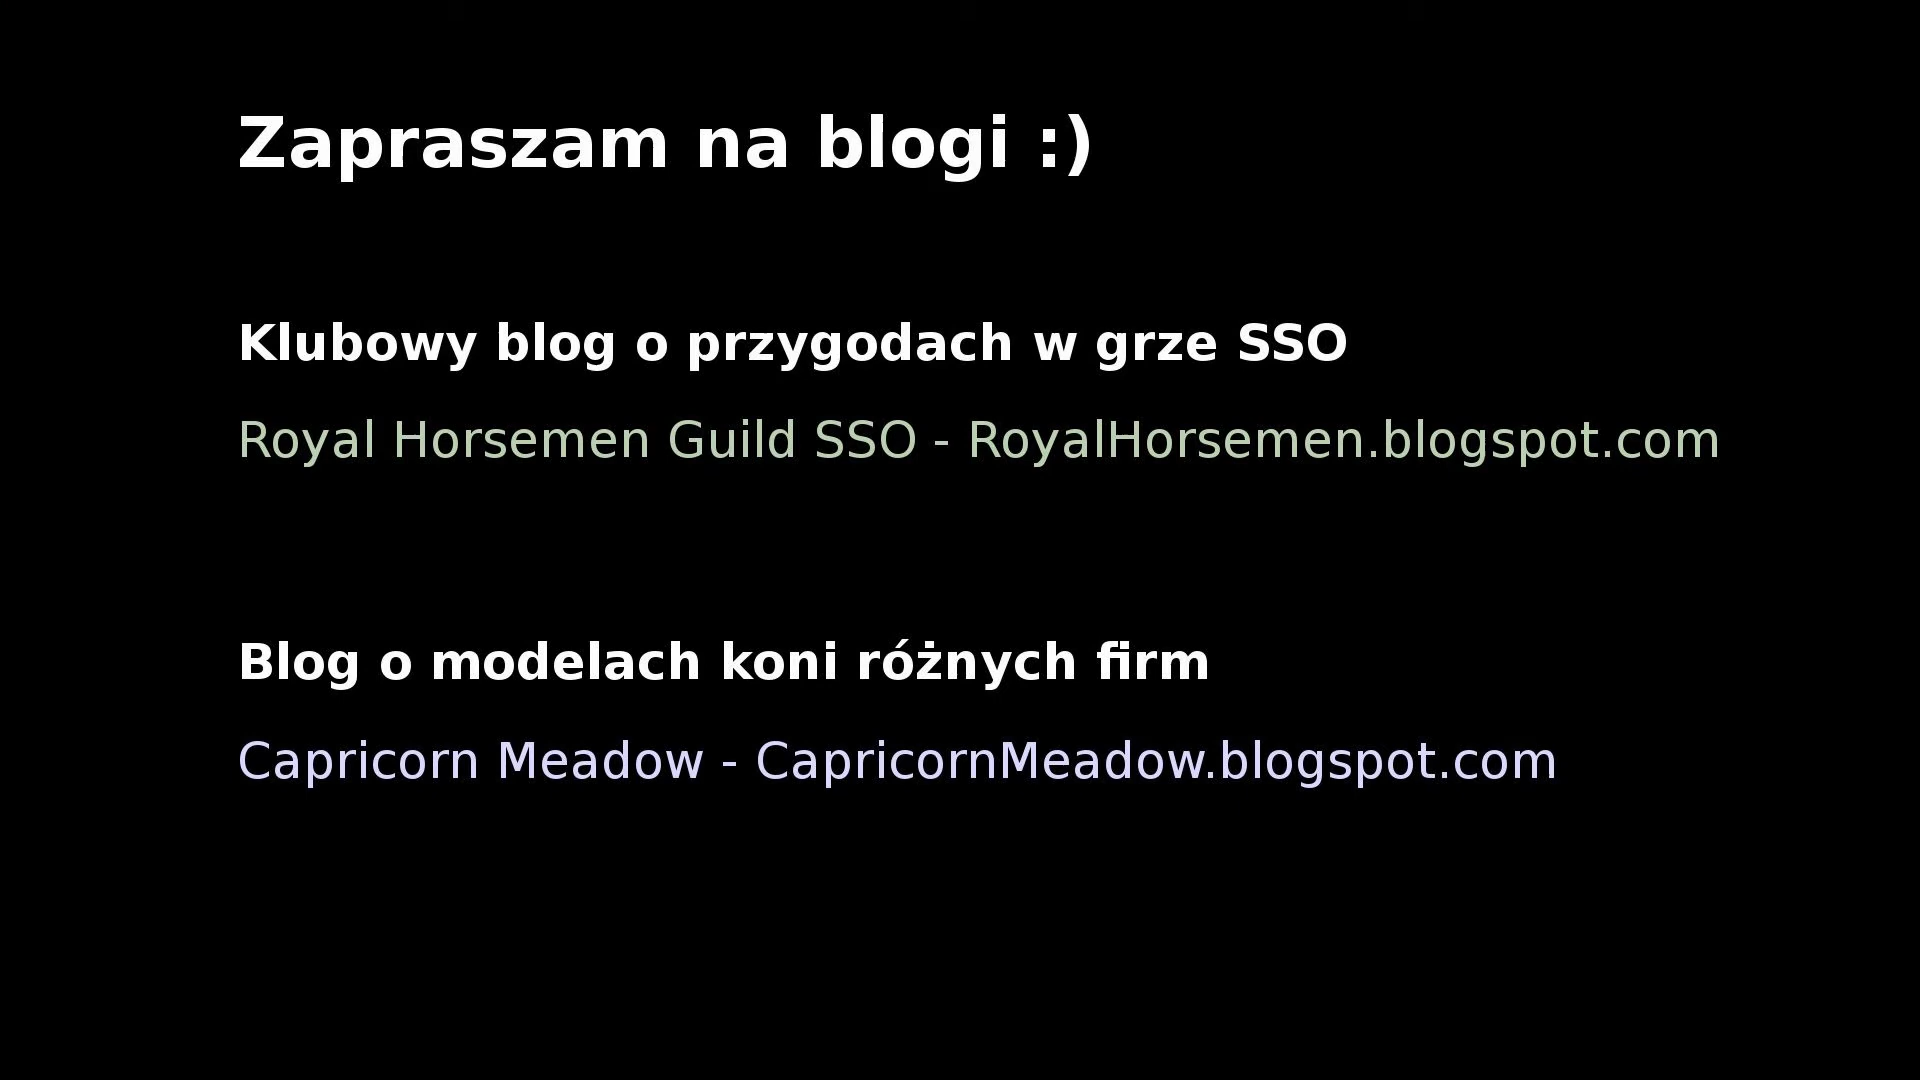 Zapraszam na blogi :)
Klubowy blog o przygodach w grze SSO
Royal Horsemen Guild SSO - RoyalHorsemen.blogspot.com
Blog o modelach koni różnych firm
Capricorn Meadow - CapricornMeadow.blogspot.com